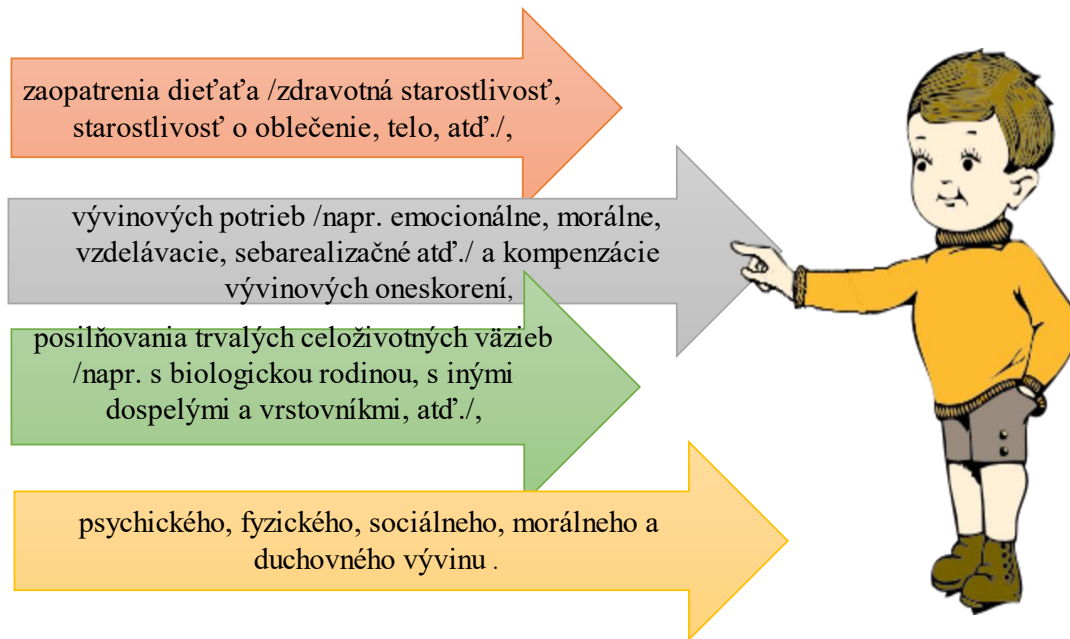 zaopatrenia dieťaťa /zdravotná starostlivosť,
starostlivosť o oblečenie, telo, atď./,
vývinových potrieb /napr. emocionálne, morálne,
vzdelávacie, sebarealizačné atď./ a kompenzácie
vývinových oneskorení,
posilňovania trvalých celoživotných väzieb
/napr. s biologickou rodinou, s inými
dospelými a vrstovníkmi, atď./,
psychického, fyzického, sociálneho, morálneho a
duchovného vývinu .